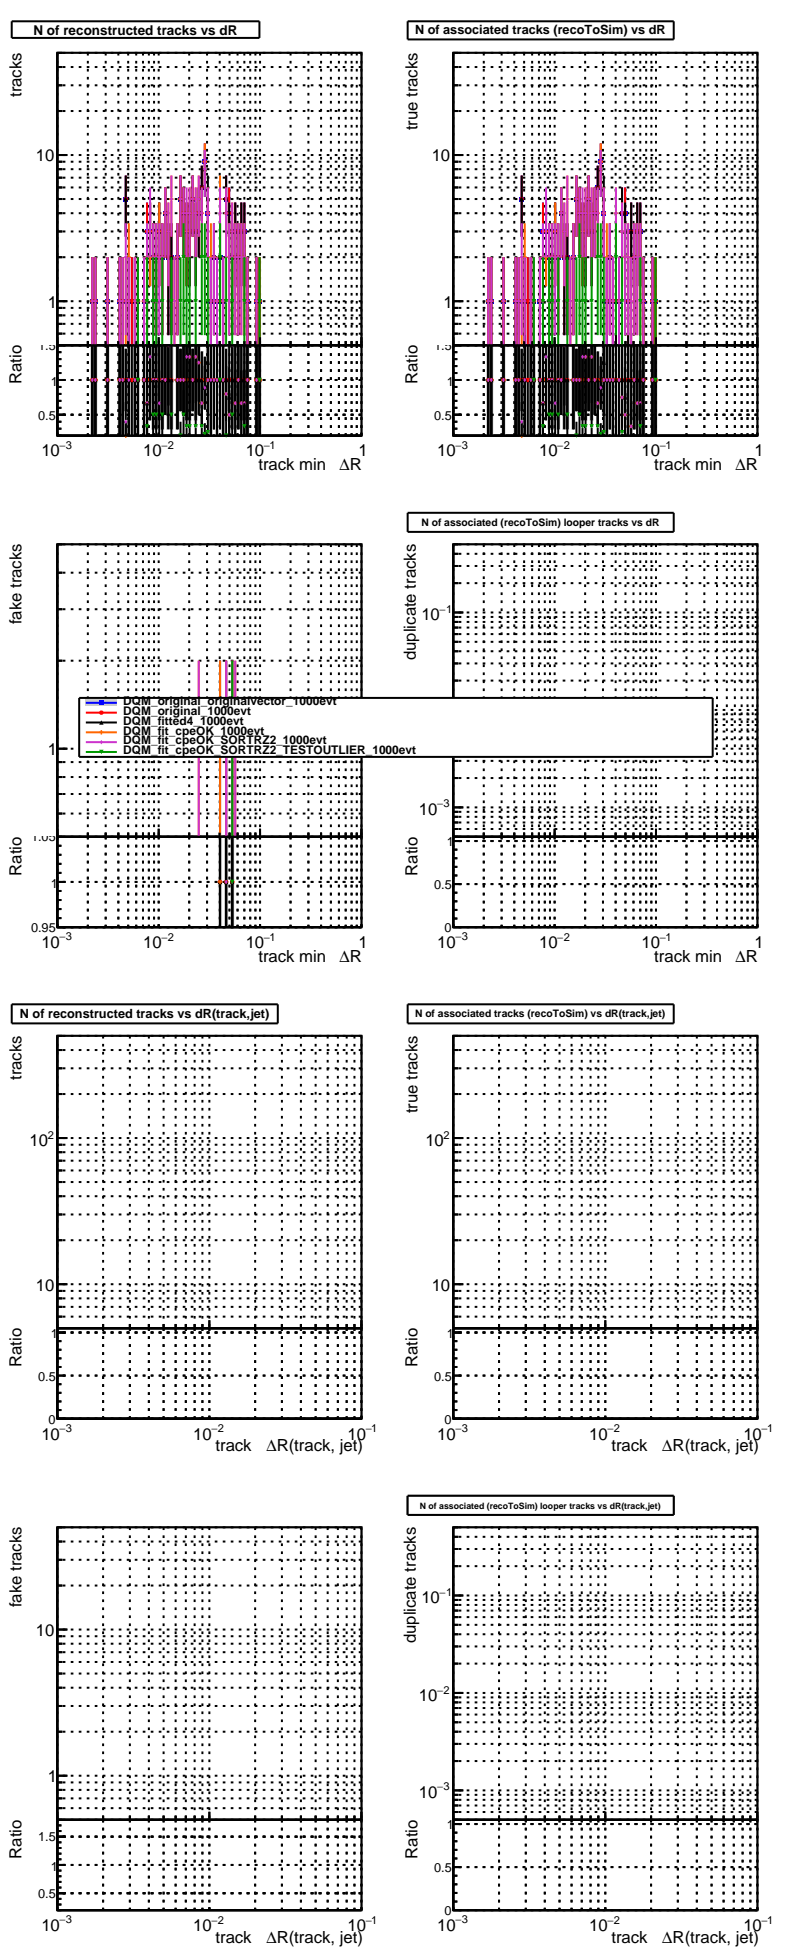 N of reconstructed tracks vs dR
N of associated tracks (recoToSim) vs dR
tracks
10
1
Ratio
1.5
1
0.5
10⁻³ 10⁻² 10⁻¹ 1
track min ΔR
true tracks
10
1
Ratio
1.5
1
0.5
10⁻³ 10⁻² 10⁻¹ 1
track min ΔR
N of associated (recoToSim) looper tracks vs dR
fake tracks
1
Ratio
1.05
1
0.95
10⁻³ 10⁻² 10⁻¹ 1
track min ΔR
duplicate tracks
10⁻¹
10⁻³
Ratio
1
0.5
0
10⁻³ 10⁻² 10⁻¹ 1
track min ΔR
DQM_original_originalvector_1000evt
DQM_original_1000evt
DQM_fitted4_1000evt
DQM_fit_cpeOK_1000evt
DQM_fit_cpeOK_SORTRZ2_1000evt
DQM_fit_cpeOK_SORTRZ2_TESTOUTLIER_1000evt
N of reconstructed tracks vs dR(track,jet)
N of associated tracks (recoToSim) vs dR(track,jet)
tracks
10²
10
Ratio
1
0.5
0
10⁻³ 10⁻² 10⁻¹
track ΔR(track, jet)
true tracks
10²
10
Ratio
1
0.5
0
10⁻³ 10⁻² 10⁻¹
track ΔR(track, jet)
N of associated (recoToSim) looper tracks vs dR(track,jet)
fake tracks
10
1
Ratio
1.5
1
0.5
10⁻³ 10⁻² 10⁻¹
track ΔR(track, jet)
duplicate tracks
10⁻¹
10⁻²
10⁻³
Ratio
1
0.5
0
10⁻³ 10⁻² 10⁻¹
track ΔR(track, jet)